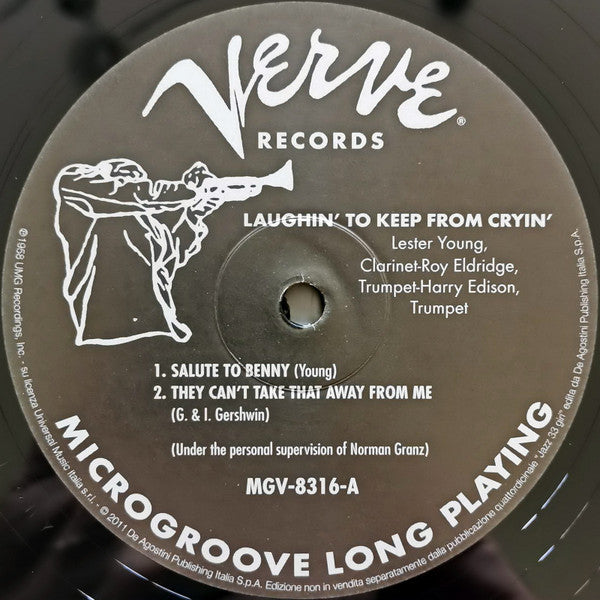 VERVE®
RECORDS
LAUGHIN' TO KEEP FROM CRYIN'
Lester Young,
Clarinet-Roy Eldridge,
Trumpet-Harry Edison,
Trumpet
1. SALUTE TO BENNY (Young)
2. THEY CAN'T TAKE THAT AWAY FROM ME
(G. & I. Gershwin)
(Under the personal supervision of Norman Granz)
MGV-8316-A
MICROGROOVE LONG PLAYING
℗1958 UMG Recordings, Inc. - su licenza Universal Music Italia s.r.l. - © 2011 De Agostini Publishing Italia S.p.A. Edizione non in vendita separatamente dalla pubblicazione quattordicinale "Jazz 33 giri" edita da De Agostini Publishing Italia S.p.A.